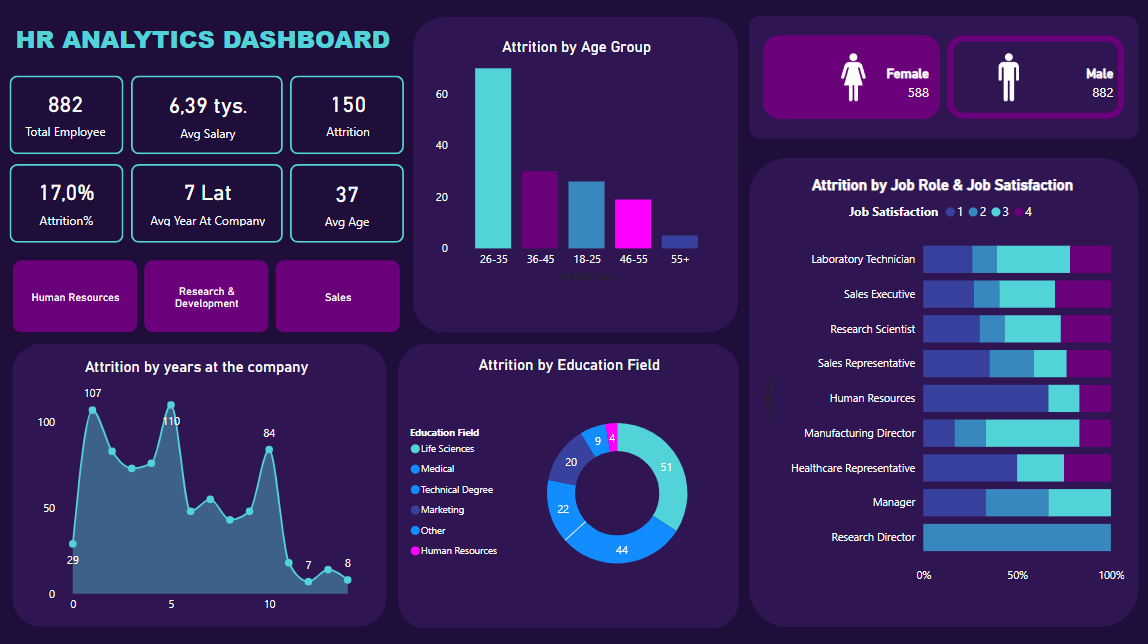 HR ANALYTICS DASHBOARD
882
Total Employee
6,39 tys.
Avg Salary
150
Attrition
17,0%
Attrition%
7 Lat
Avg Year At Company
37
Avg Age
Human Resources
Research &
Development
Sales
Attrition by Age Group
60
40
20
0
26-35
36-45
18-25
46-55
55+
Female
588
Male
882
Attrition by Job Role & Job Satisfaction
Job Satisfaction
1
2
3
4
Laboratory Technician
Sales Executive
Research Scientist
Sales Representative
Human Resources
Manufacturing Director
Healthcare Representative
Manager
Research Director
0%
50%
100%
Attrition by years at the company
100
50
0
107
110
84
29
7
8
0
5
10
Attrition by Education Field
Education Field
Life Sciences
Medical
Technical Degree
Marketing
Other
Human Resources
51
44
22
20
9
4